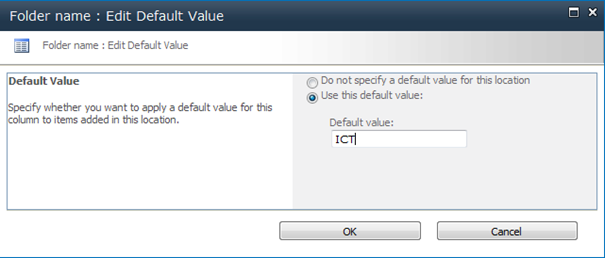 Folder name : Edit Default Value
Folder name : Edit Default Value
Default Value
Specify whether you want to apply a default value for this
column to items added in this location.
Do not specify a default value for this location
Use this default value:
Default value:
ICT
OK
Cancel